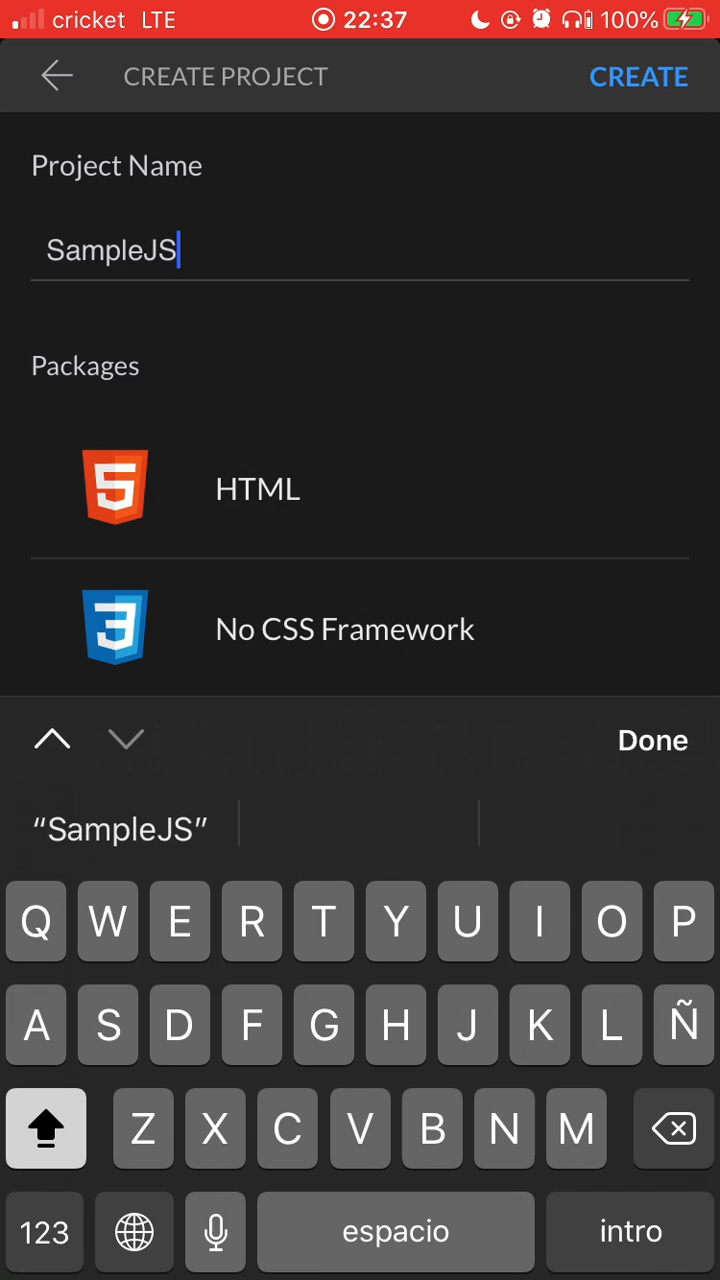 cricket LTE 22:37 100%
CREATE PROJECT CREATE
Project Name
SampleJS
Packages
5 HTML
3 No CSS Framework
Done
“SampleJS”
Q W E R T Y U I O P
A S D F G H J K L Ñ
Z X C V B N M
123 espacio intro